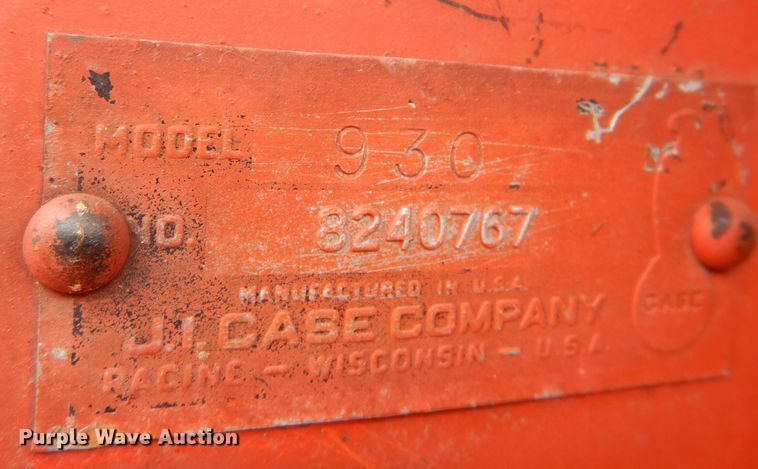 MODEL 930
NO. 8240767
MANUFACTURED IN U.S.A.
J.I. CASE COMPANY
RACINE - WISCONSIN - U.S.A
CASE
Purple Wave Auction